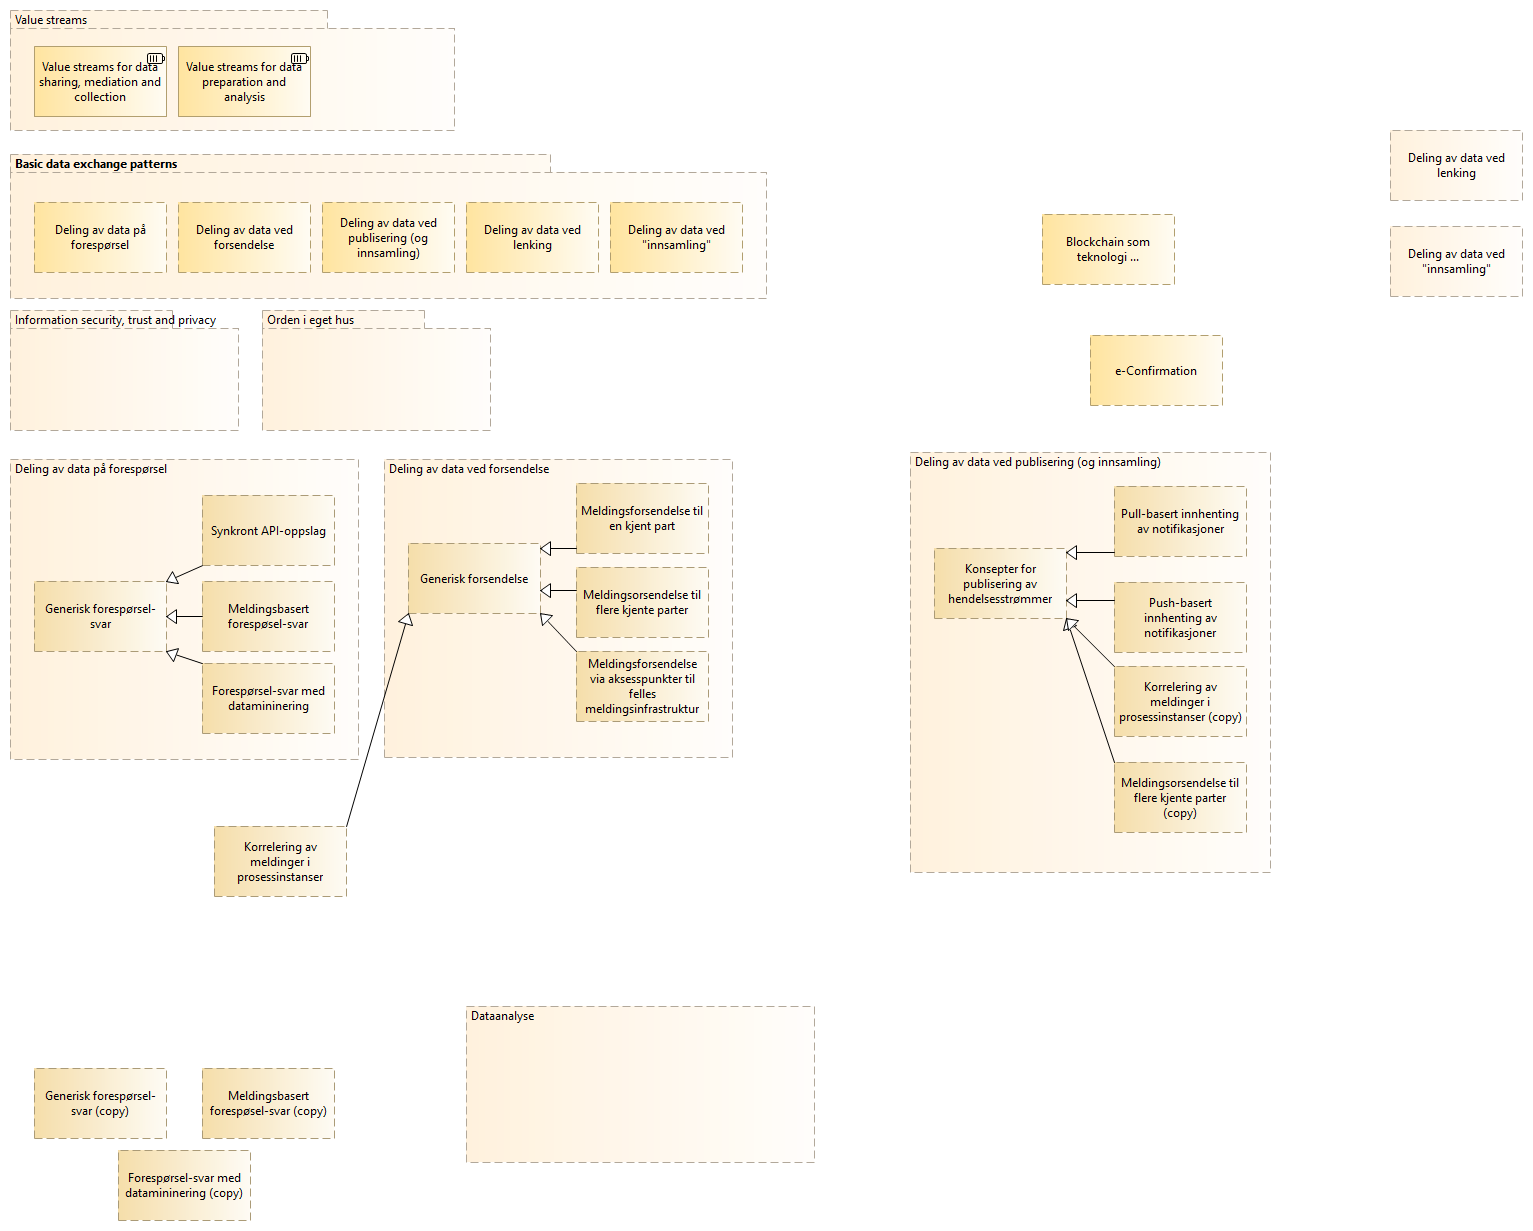 Value streams
Value streams for data
sharing, mediation and
collection
Value streams for data
preparation and
analysis
Basic data exchange patterns
Deling av data på
forespørsel
Deling av data ved
forsendelse
Deling av data ved
publisering (og
innsamling)
Deling av data ved
lenking
Deling av data ved
"innsamling"
Blockchain som
teknologi ...
Deling av data ved
lenking
Deling av data ved
"innsamling"
Information security, trust and privacy
Orden i eget hus
e-Confirmation
Deling av data på forespørsel
Synkront API-oppslag
Generisk forespørsel-
svar
Meldingsbasert
forespøsel-svar
Forespørsel-svar med
datamininering
Deling av data ved forsendelse
Meldingsforsendelse til
en kjent part
Generisk forsendelse
Meldingsorsendelse til
flere kjente parter
Meldingsforsendelse
via aksesspunkter til
felles
meldingsinfrastruktur
Deling av data ved publisering (og innsamling)
Pull-basert innhenting
av notifikasjoner
Konsepter for
publisering av
hendelsesstrømmer
Push-basert
innhenting av
notifikasjoner
Korrelering av
meldinger i
prosessinstanser (copy)
Meldingsorsendelse til
flere kjente parter
(copy)
Korrelering av
meldinger i
prosessinstanser
Dataanalyse
Generisk forespørsel-
svar (copy)
Meldingsbasert
forespøsel-svar (copy)
Forespørsel-svar med
datamininering (copy)